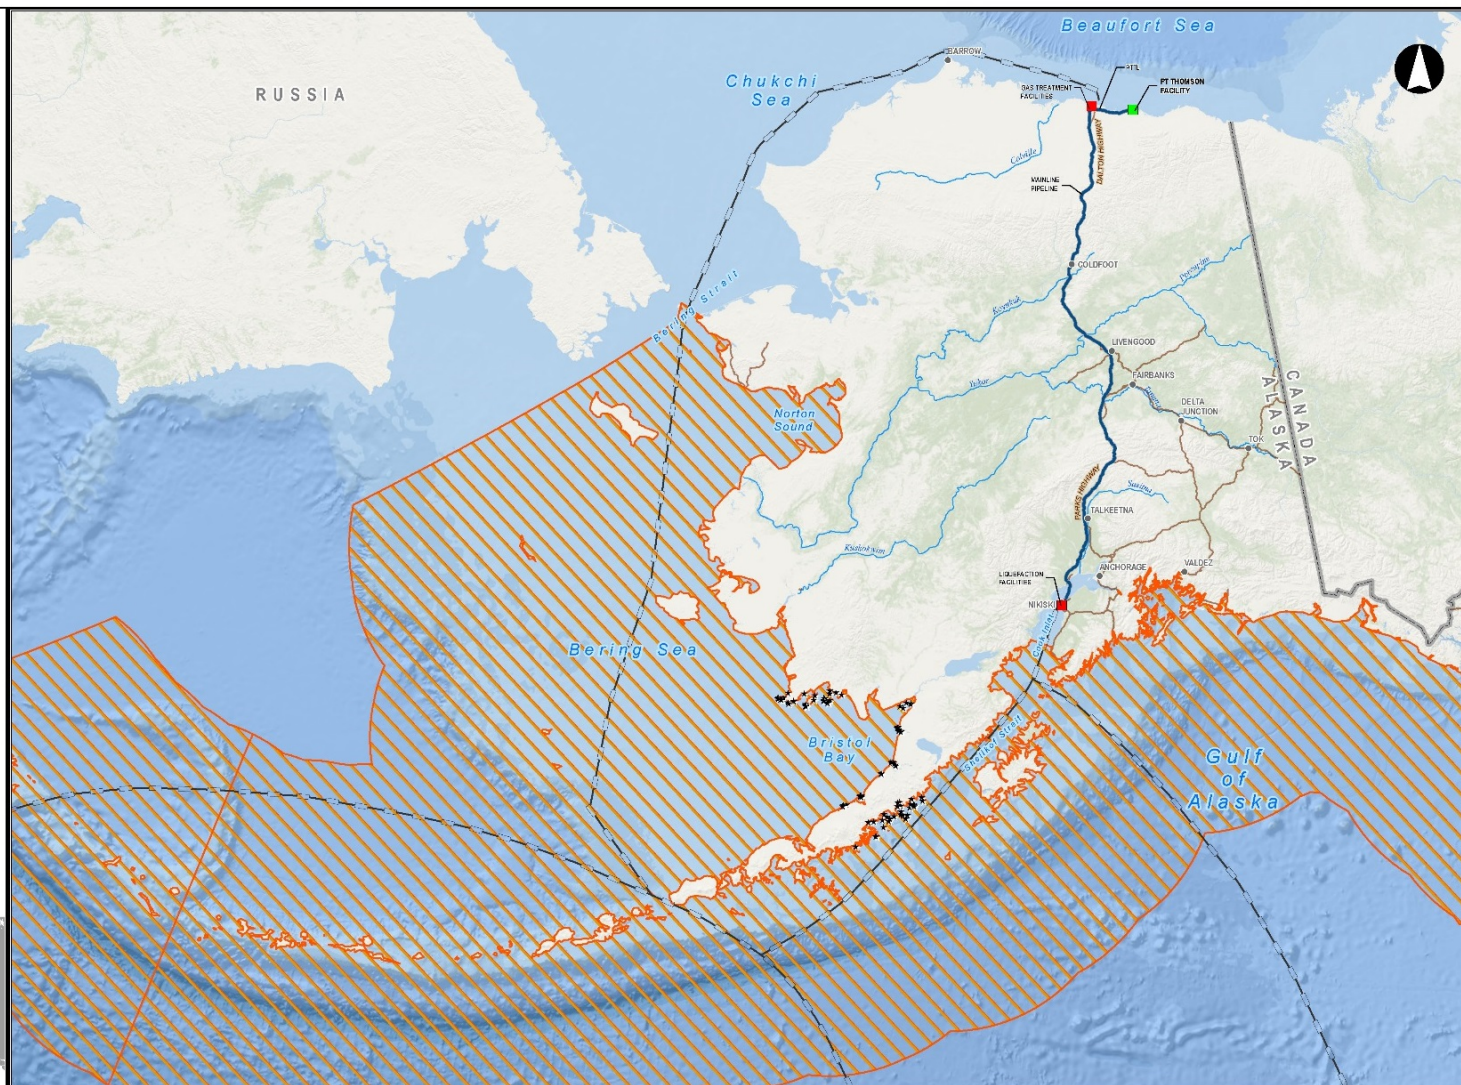 Beaufort Sea
BARROW
RUSSIA
Chukchi
Sea
PTTL
GAS TREATMENT
FACILITIES
PT THOMSON
FACILITY
DALTON HIGHWAY
Colville
MAINLINE
PIPELINE
COLDFOOT
Porcupine
Bering Strait
Koyukuk
LIVENGOOD
Yukon
FAIRBANKS
Tanana
CANADA
ALASKA
Norton
Sound
DELTA
JUNCTION
TOK
PARKS HIGHWAY
Susitna
TALKEETNA
Kuskokwim
LIQUEFACTION
FACILITIES
ANCHORAGE
VALDEZ
NIKISKI
Cook Inlet
Bering Sea
Bristol
Bay
Shelikof Strait
Gulf
of
Alaska